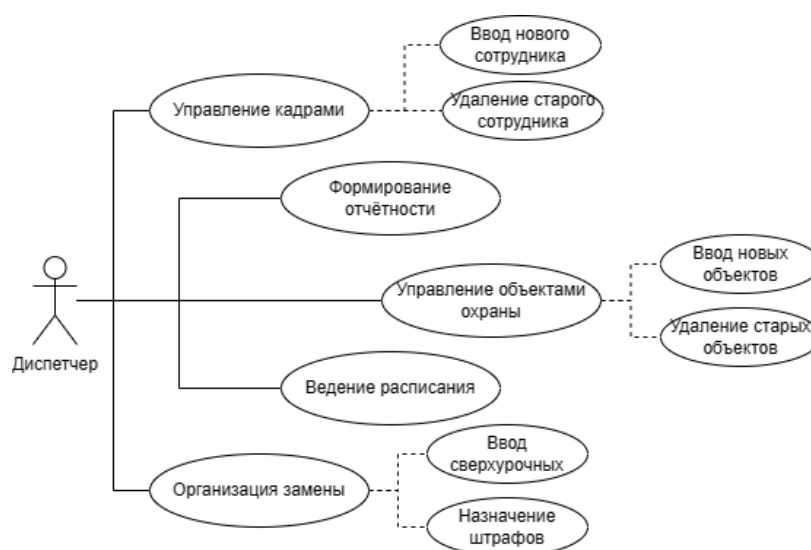 Ввод нового
сотрудника
Управление кадрами
Удаление старого
сотрудника
Формирование
отчётности
Ввод новых
объектов
Управление объектами
охраны
Удаление старых
объектов
Диспетчер
Ведение расписания
Ввод
сверхурочных
Организация замены
Назначение
штрафов